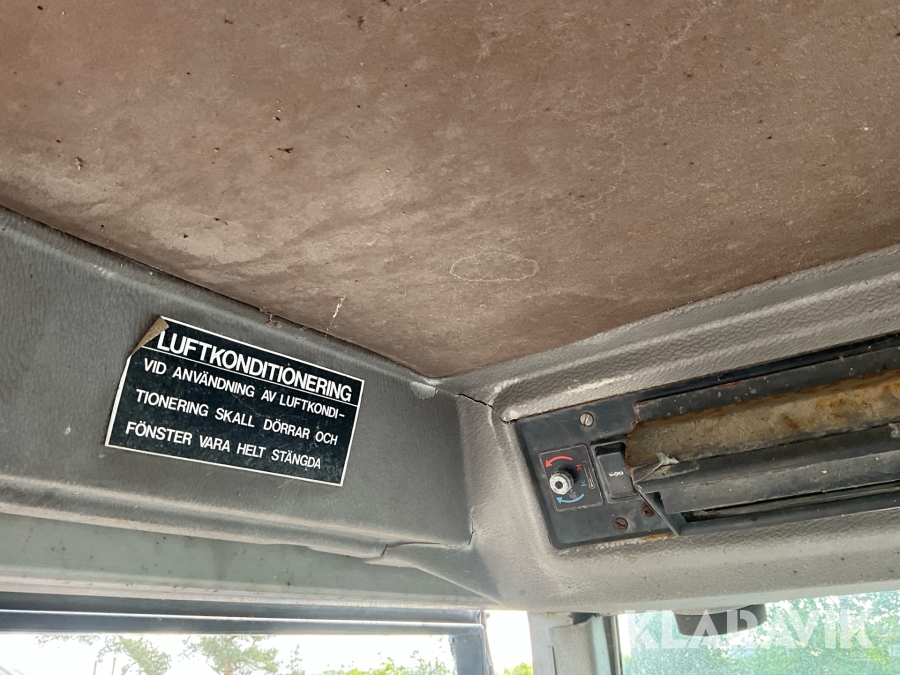 LUFTKONDITIONERING
VID ANVÄNDNING AV LUFTKONDI-
TIONERING SKALL DÖRRAR OCH
FÖNSTER VARA HELT STÄNGDA
KLARAVIK